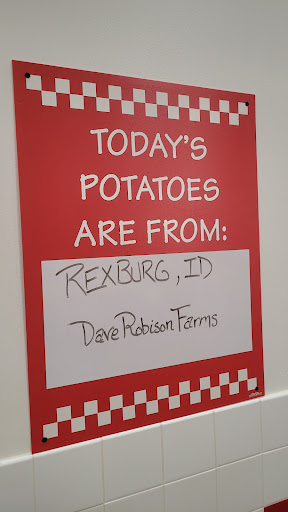 TODAY'S
POTATOES
ARE FROM:
REXBURG, ID
Dave Robison Farms